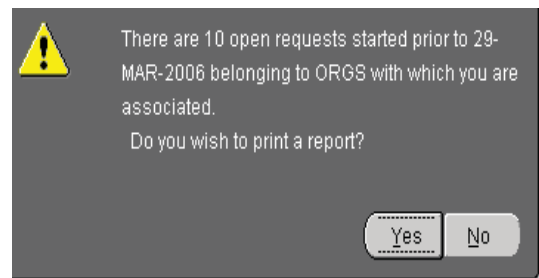 There are 10 open requests started prior to 29-
MAR-2006 belonging to ORGS with which you are
associated.
Do you wish to print a report?
Yes No